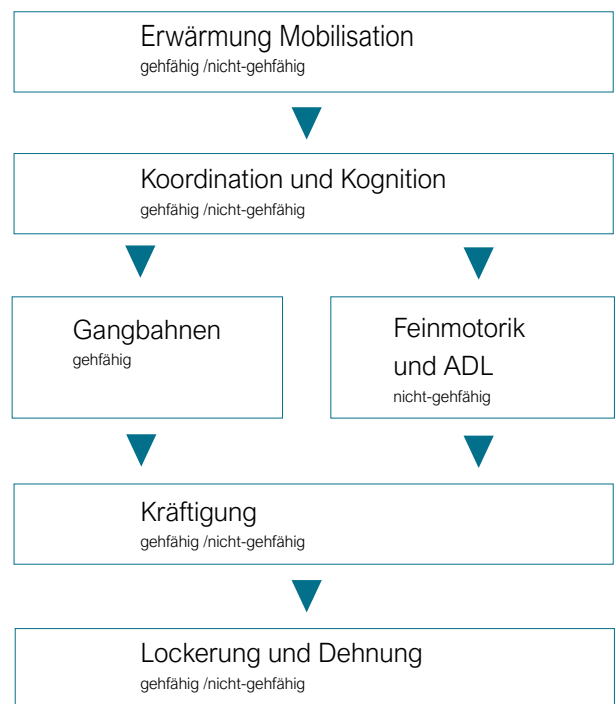 Erwärmung Mobilisation
gehfähig /nicht-gehfähig
Koordination und Kognition
gehfähig /nicht-gehfähig
Gangbahnen
gehfähig
Feinmotorik
und ADL
nicht-gehfähig
Kräftigung
gehfähig /nicht-gehfähig
Lockerung und Dehnung
gehfähig /nicht-gehfähig